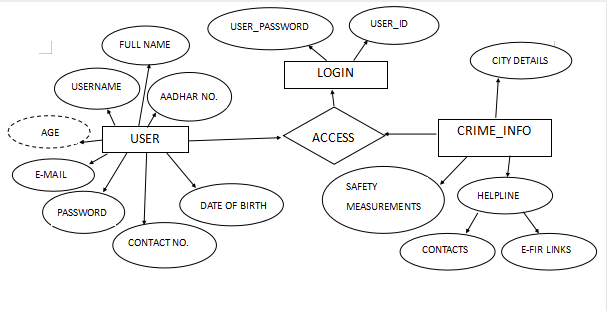 USER_PASSWORD
USER_ID
FULL NAME
CITY DETAILS
LOGIN
USERNAME
AADHAR NO.
AGE
USER
ACCESS
CRIME_INFO
E-MAIL
SAFETY
MEASUREMENTS
HELPLINE
PASSWORD
DATE OF BIRTH
CONTACT NO.
CONTACTS
E-FIR LINKS